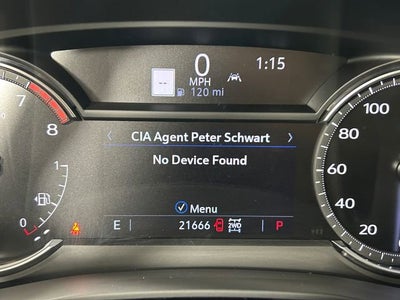 0
MPH
1:15
--
120 mi
7
8
100
80
60
40
20
< CIA Agent Peter Schwart >
No Device Found
1
0
Menu
E 21666 2WD P